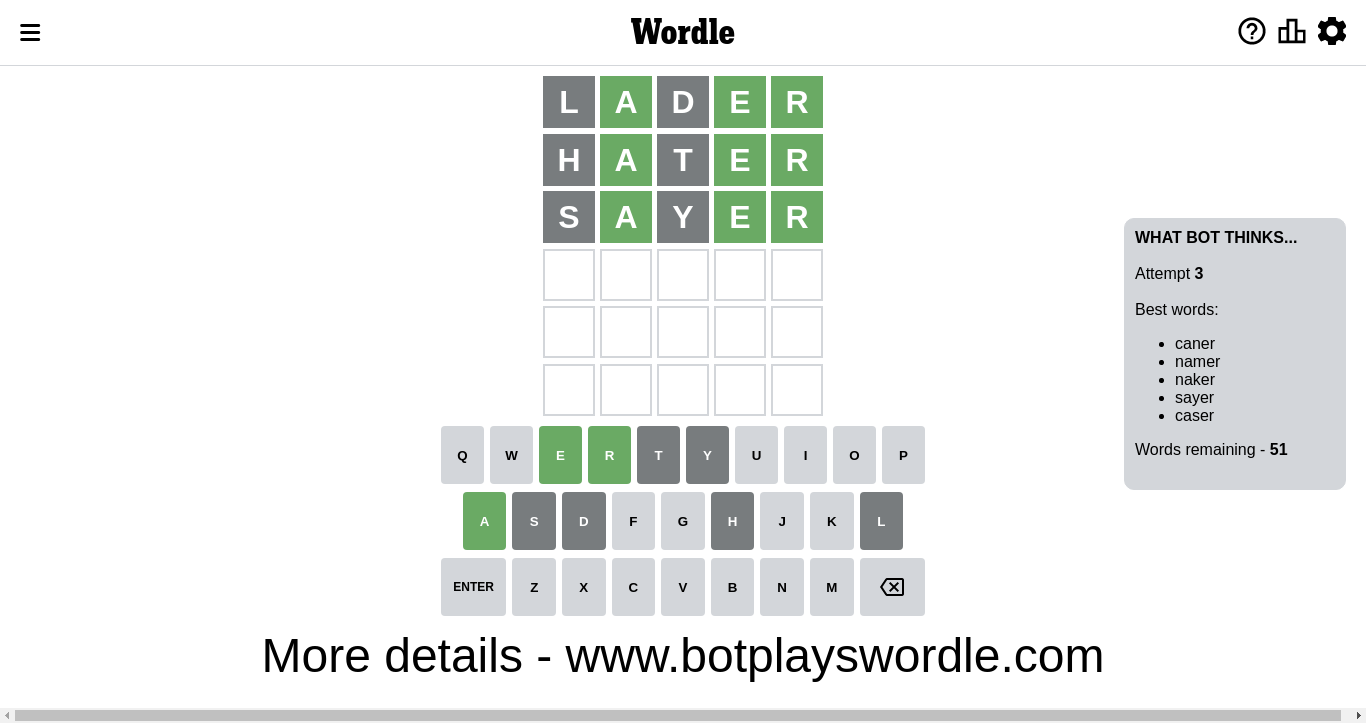 Wordle
L A D E R
H A T E R
S A Y E R
WHAT BOT THINKS...
Attempt 3
Best words:
caner
namer
naker
sayer
caser
Words remaining - 51
Q W E R T Y U I O P
A S D F G H J K L
ENTER Z X C V B N M
More details - www.botplayswordle.com